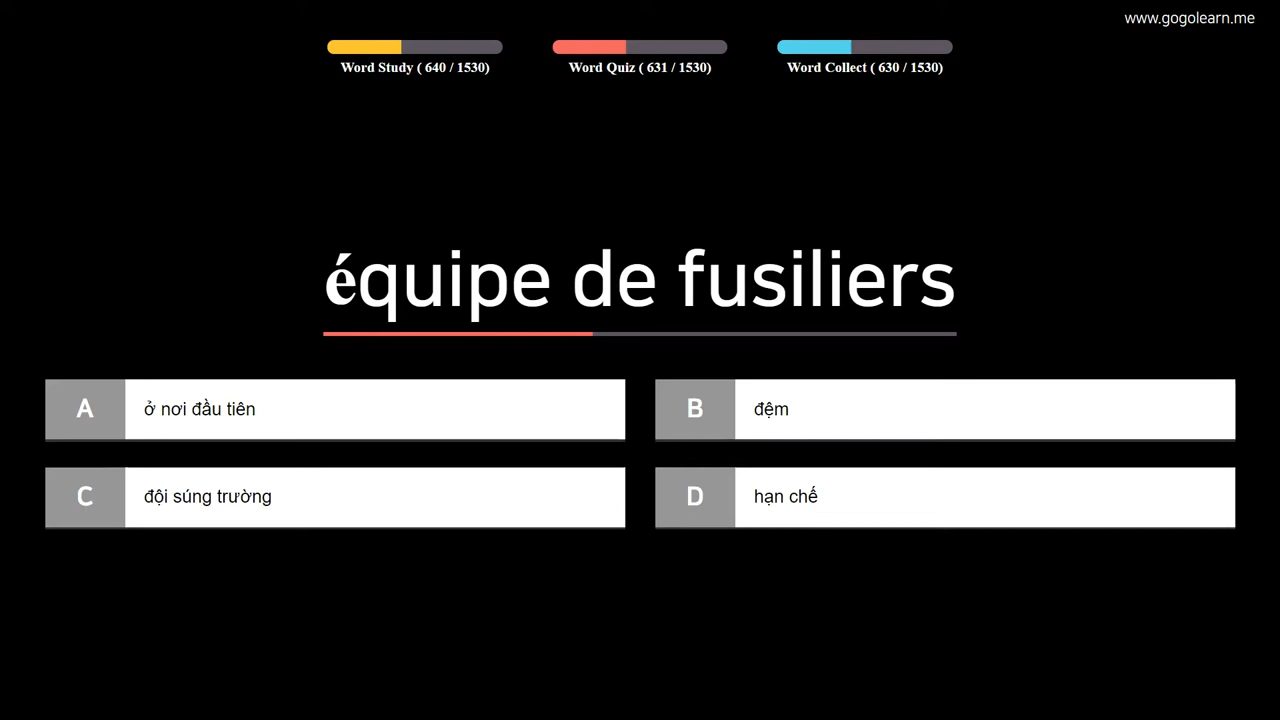 www.gogolearn.me
Word Study ( 640 / 1530)
Word Quiz ( 631 / 1530)
Word Collect ( 630 / 1530)
équipe de fusiliers
A ở nơi đầu tiên
B đệm
C đội súng trường
D hạn chế